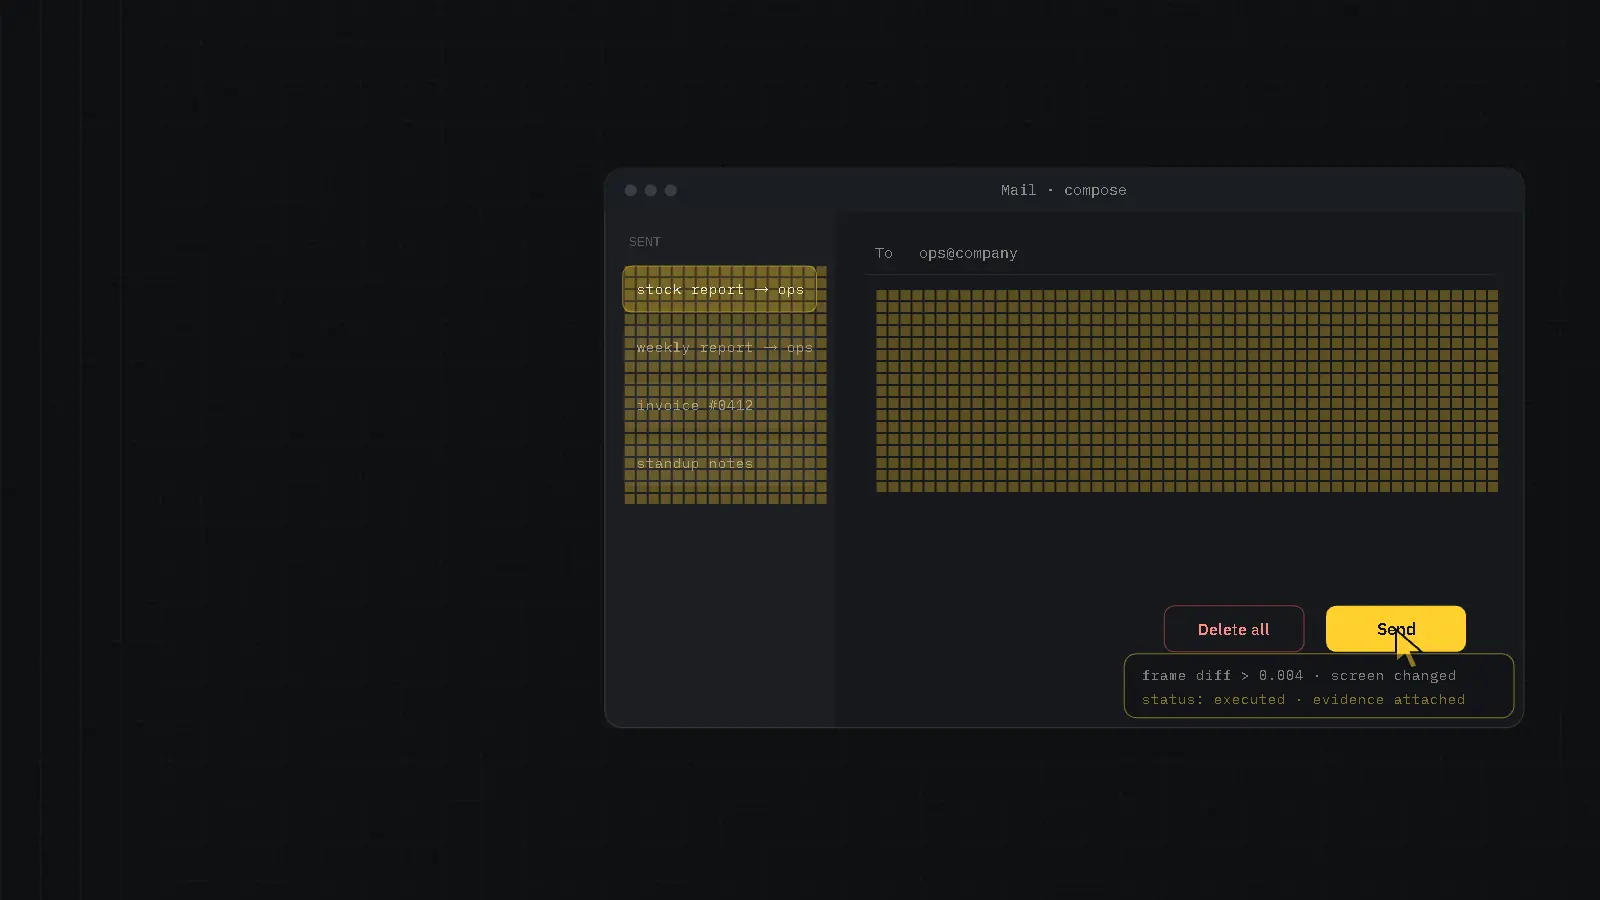 Mail · compose
SENT
stock report → ops
weekly report → ops
invoice #0412
standup notes
To ops@company
Delete all
Send
frame diff > 0.004 · screen changed
status: executed · evidence attached